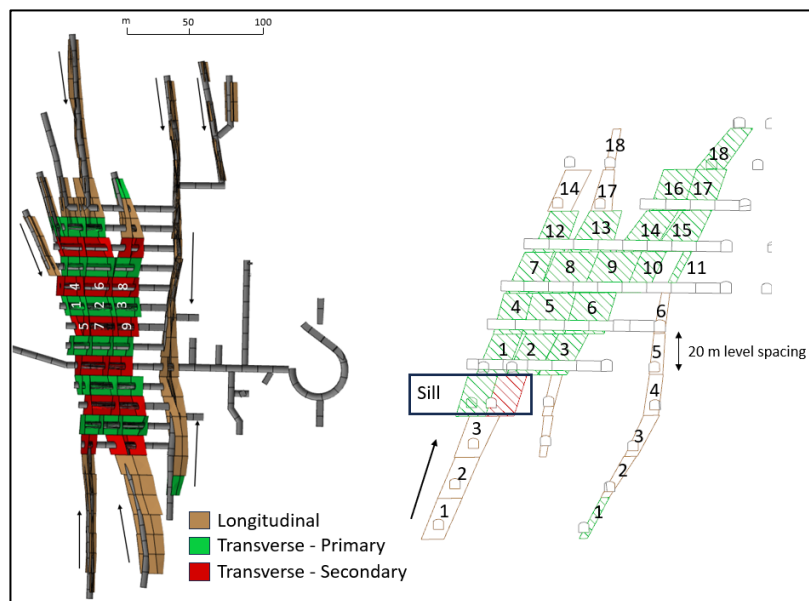 m 50 100
4 6 8
1 2 3
5 7 9
Longitudinal
Transverse - Primary
Transverse - Secondary
18
18
14 17 16 17
12 13 14 15
7 8 9 10 11
4 5 6 6
1 2 3 5
20 m level spacing
Sill
4
3 3
2 2
1 1